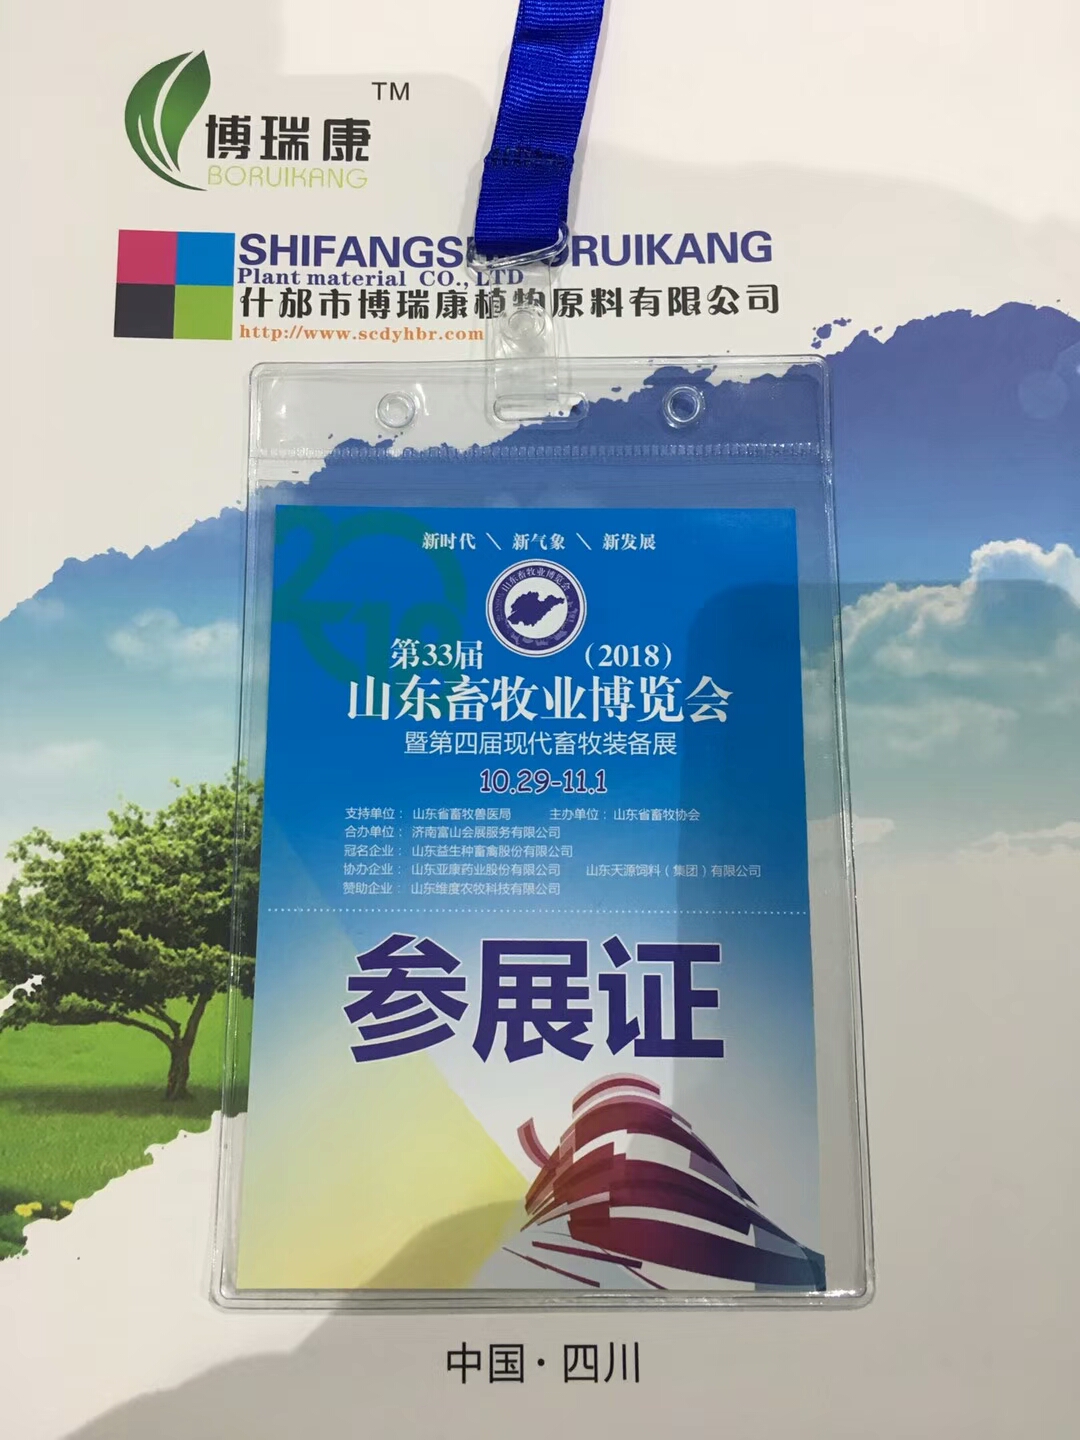 TM
博瑞康
BORUIKANG
SHIFANGS ORUIKANG
Plant material CO., LTD
什邡市博瑞康植物原料有限公司
http://www.scdyhbr.com
新时代 \ 新气象 \ 新发展
山东畜牧业博览会
第33届 (2018)
山东畜牧业博览会
暨第四届现代畜牧装备展
10.29-11.1
支持单位: 山东省畜牧兽医局 主办单位: 山东省畜牧协会
合办单位: 济南富山会展服务有限公司
冠名企业: 山东益生种畜禽股份有限公司
协办企业: 山东亚康药业股份有限公司 山东天源饲料(集团)有限公司
赞助企业: 山东维度农牧科技有限公司
参展证
中国·四川